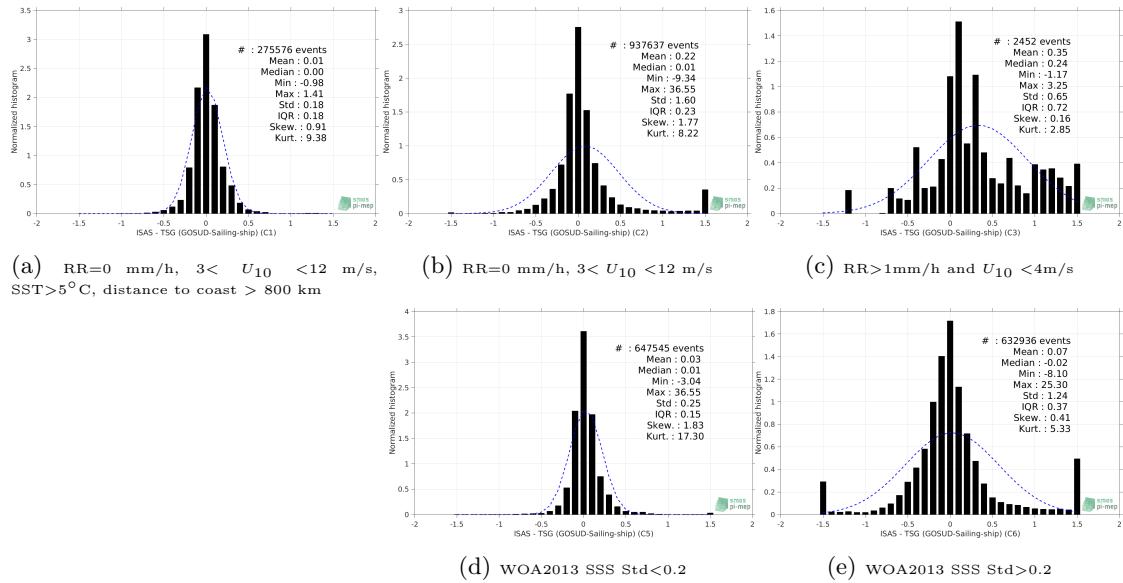 3.5
3
2.5
2
1.5
1
0.5
0
Normalized histogram
# : 275576 events
Mean : 0.01
Median : 0.00
Min : -0.98
Max : 1.41
Std : 0.18
IQR : 0.18
Skew. : 0.91
Kurt. : 9.38
smos
pi-mep
-2 -1.5 -1 -0.5 0 0.5 1 1.5 2
ISAS - TSG (GOSUD-Sailing-ship) (C1)
(a) RR=0 mm/h, 3< U10 <12 m/s,
SST>5°C, distance to coast > 800 km
3
2.5
2
1.5
1
0.5
0
Normalized histogram
# : 937637 events
Mean : 0.22
Median : 0.01
Min : -9.34
Max : 36.55
Std : 1.60
IQR : 0.23
Skew. : 1.77
Kurt. : 8.22
smos
pi-mep
-2 -1.5 -1 -0.5 0 0.5 1 1.5 2
ISAS - TSG (GOSUD-Sailing-ship) (C2)
(b) RR=0 mm/h, 3< U10 <12 m/s
1.6
1.4
1.2
1
0.8
0.6
0.4
0.2
0
Normalized histogram
# : 2452 events
Mean : 0.35
Median : 0.24
Min : -1.17
Max : 3.25
Std : 0.65
IQR : 0.72
Skew. : 0.16
Kurt. : 2.85
smos
pi-mep
-2 -1.5 -1 -0.5 0 0.5 1 1.5 2
ISAS - TSG (GOSUD-Sailing-ship) (C3)
(c) RR>1mm/h and U10 <4m/s
4
3.5
3
2.5
2
1.5
1
0.5
0
Normalized histogram
# : 647545 events
Mean : 0.03
Median : 0.01
Min : -3.04
Max : 36.55
Std : 0.25
IQR : 0.15
Skew. : 1.83
Kurt. : 17.30
smos
pi-mep
-2 -1.5 -1 -0.5 0 0.5 1 1.5 2
ISAS - TSG (GOSUD-Sailing-ship) (C5)
(d) WOA2013 SSS Std<0.2
1.8
1.6
1.4
1.2
1
0.8
0.6
0.4
0.2
0
Normalized histogram
# : 632936 events
Mean : 0.07
Median : -0.02
Min : -8.10
Max : 25.30
Std : 1.24
IQR : 0.37
Skew. : 0.41
Kurt. : 5.33
smos
pi-mep
-2 -1.5 -1 -0.5 0 0.5 1 1.5 2
ISAS - TSG (GOSUD-Sailing-ship) (C6)
(e) WOA2013 SSS Std>0.2